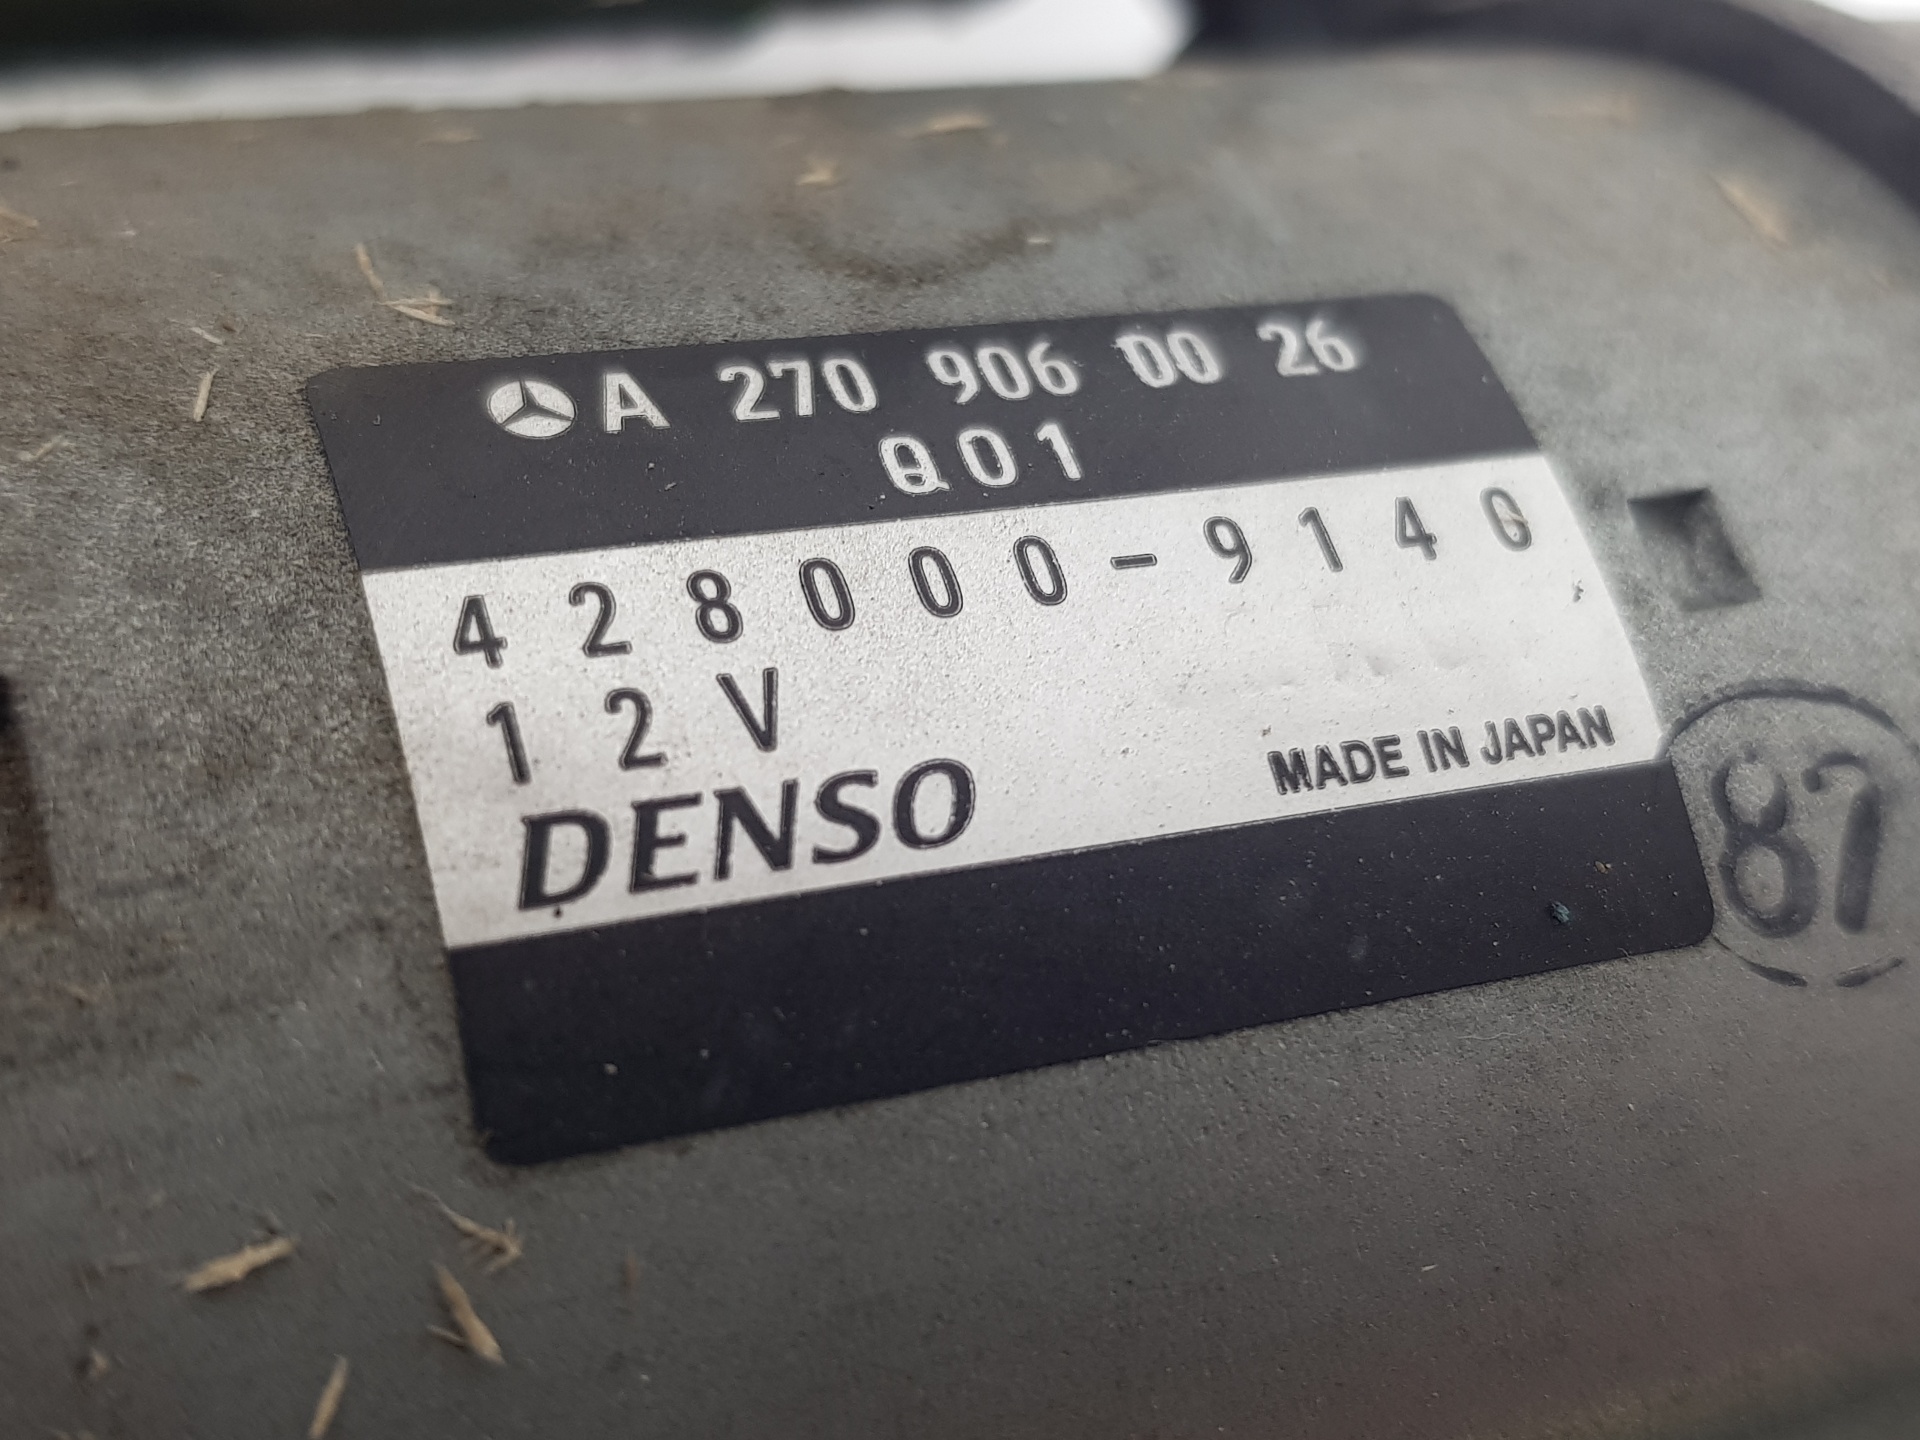 A 270 906 00 26
Q01
428000-9140
12V
DENSO
MADE IN JAPAN
87